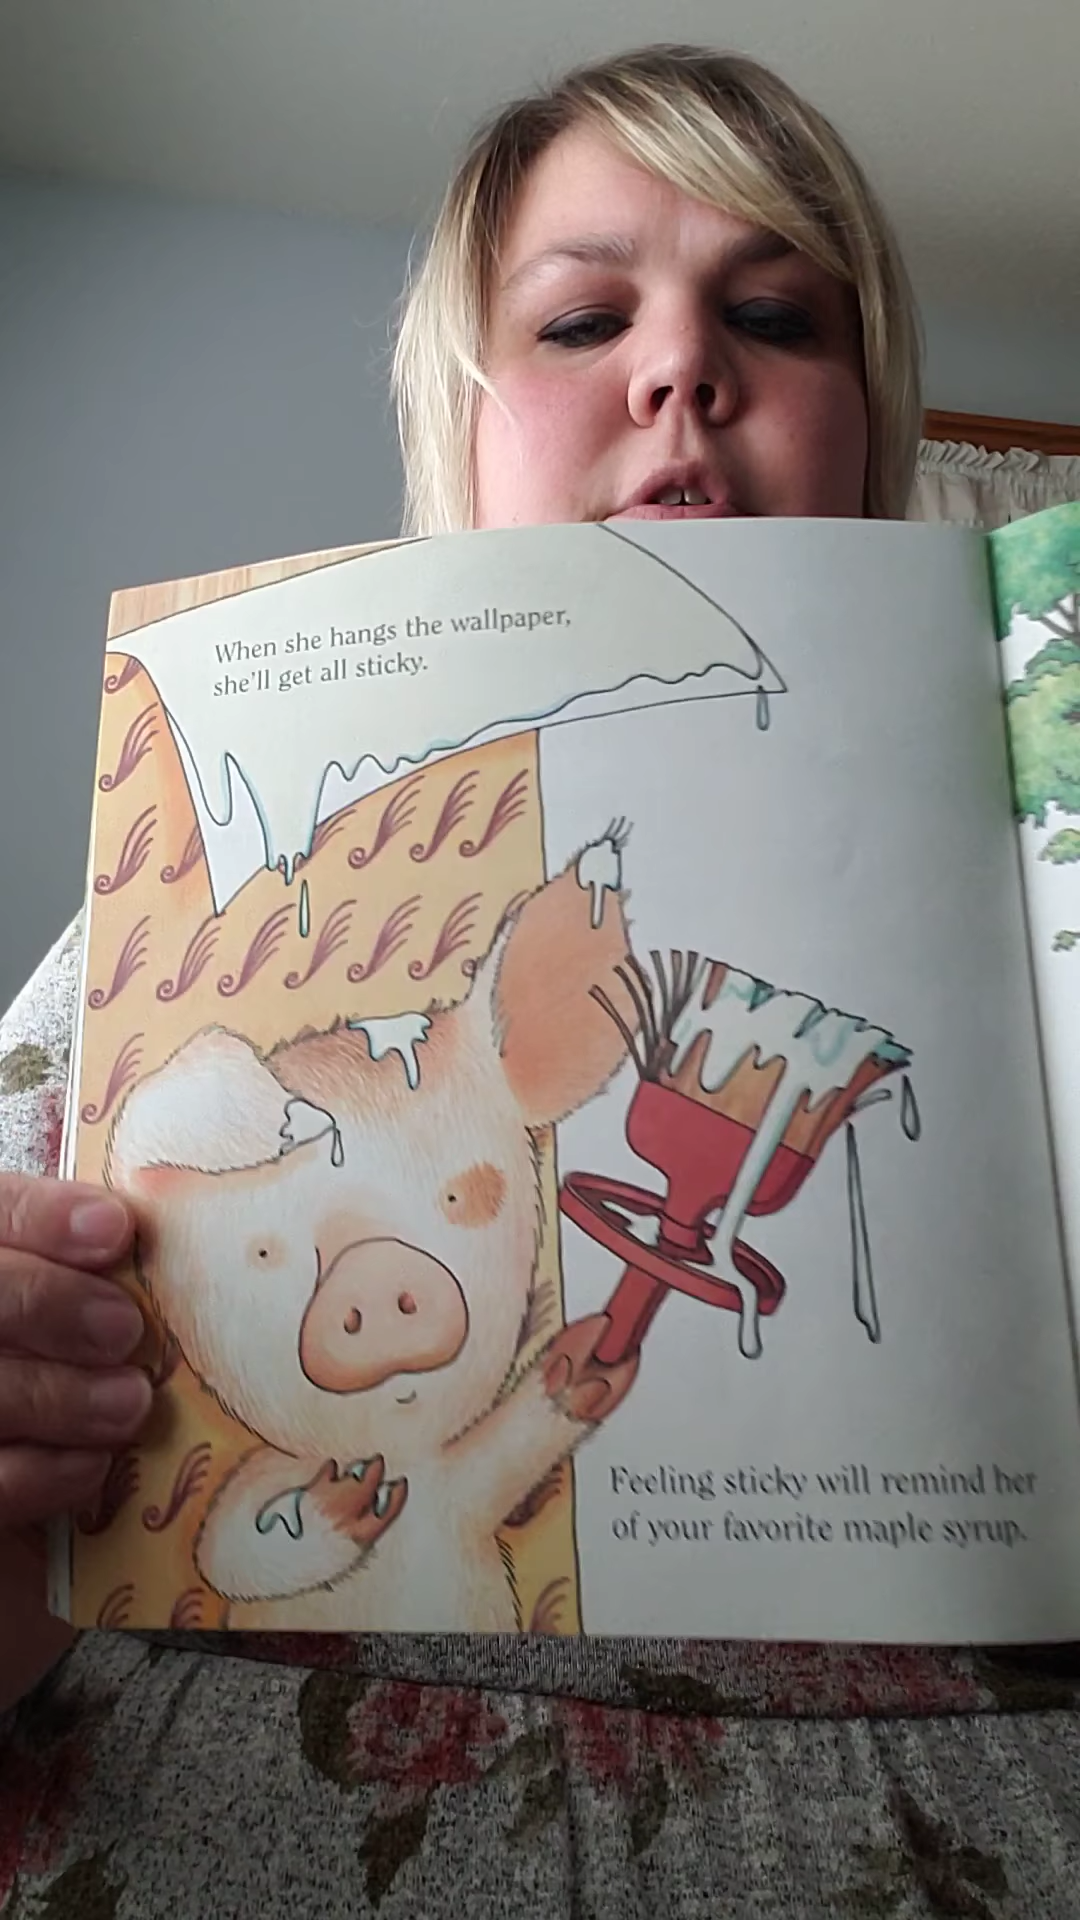 When she hangs the wallpaper,
she'll get all sticky.
Feeling sticky will remind her
of your favorite maple syrup.